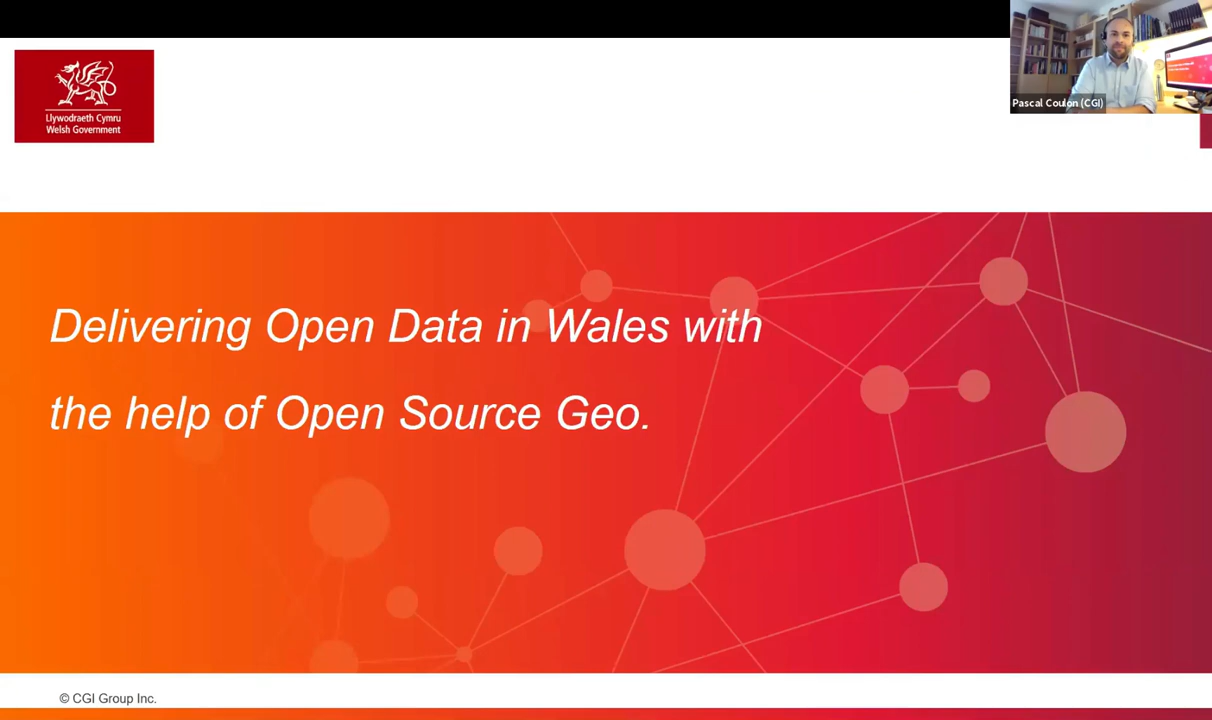 Llywodraeth Cymru
Welsh Government
Pascal Coulon (CGI)
Delivering Open Data in Wales with
the help of Open Source Geo.
© CGI Group Inc.